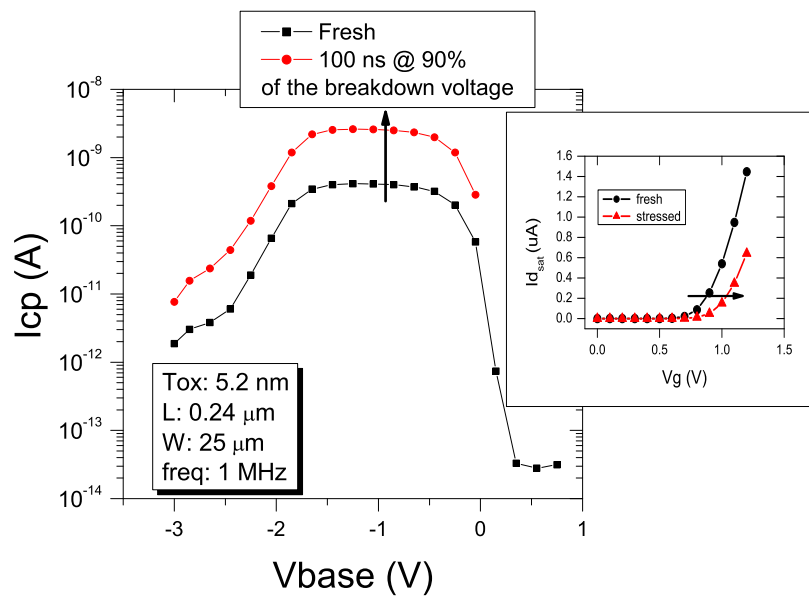 Fresh
100 ns @ 90%
of the breakdown voltage
10⁻⁸
10⁻⁹
10⁻¹⁰
10⁻¹¹
10⁻¹²
10⁻¹³
10⁻¹⁴
Icp (A)
-3
-2
-1
0
1
Vbase (V)
Tox: 5.2 nm
L: 0.24 μm
W: 25 μm
freq: 1 MHz
1.6
1.4
1.2
1.0
0.8
0.6
0.4
0.2
0.0
Id_sat (uA)
fresh
stressed
0.0
0.5
1.0
1.5
Vg (V)